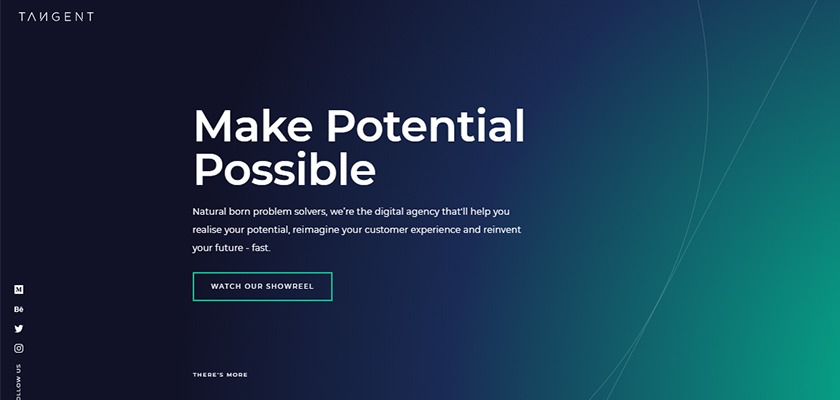 TANGENT
Make Potential
Possible
Natural born problem solvers, we're the digital agency that'll help you
realise your potential, reimagine your customer experience and reinvent
your future - fast.
WATCH OUR SHOWREEL
M
Bē
THERE'S MORE
OLLOW US